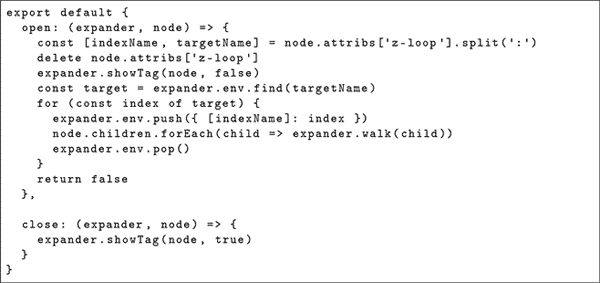 export default {
  open: (expander, node) => {
    const [indexName, targetName] = node.attribs['z-loop'].split(':')
    delete node.attribs['z-loop']
    expander.showTag(node, false)
    const target = expander.env.find(targetName)
    for (const index of target) {
      expander.env.push({ [indexName]: index })
      node.children.forEach(child => expander.walk(child))
      expander.env.pop()
    }
    return false
  },

  close: (expander, node) => {
    expander.showTag(node, true)
  }
}